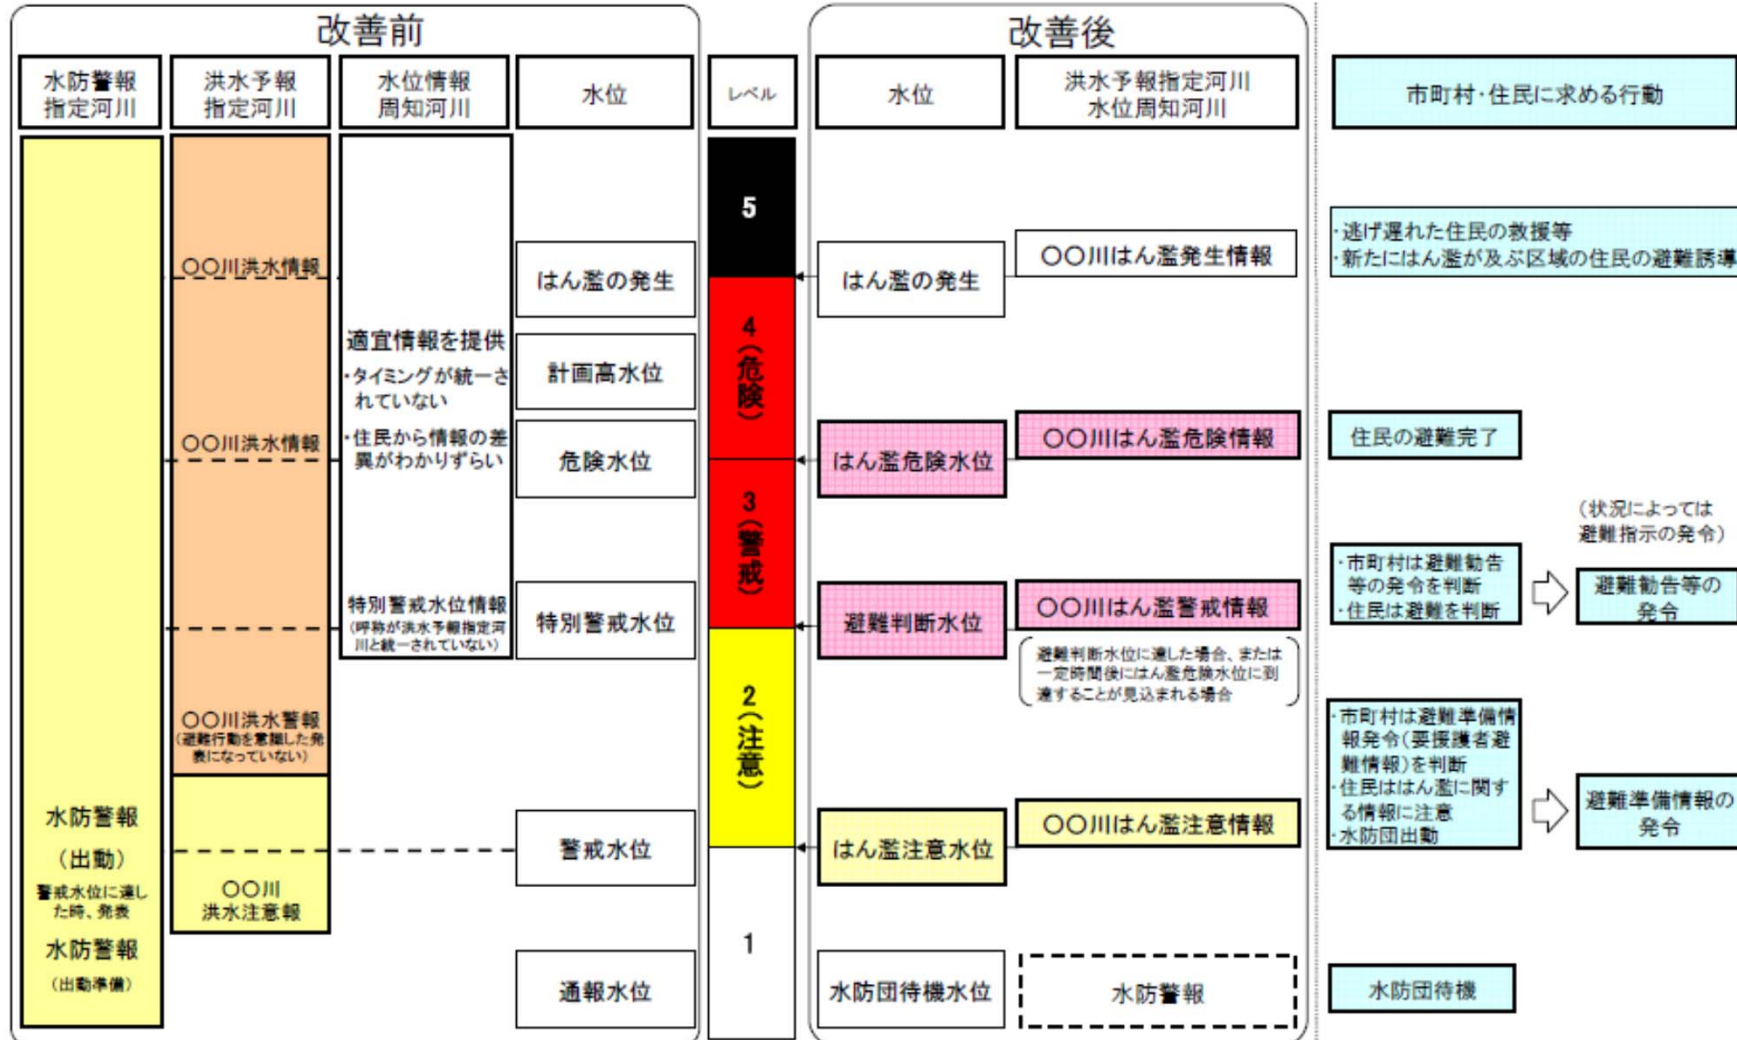 改善前
水防警報
指定河川
洪水予報
指定河川
水位情報
周知河川
水位
水防警報
(出動)
警戒水位に達し
た時、発表
水防警報
(出動準備)
〇〇川洪水情報
〇〇川洪水情報
〇〇川洪水警報
(避難行動を意識した発
表になっていない)
〇〇川
洪水注意報
適宜情報を提供
・タイミングが統一さ
れていない
・住民から情報の差
異がわかりずらい
特別警戒水位情報
(呼称が洪水予報指定河
川と統一されていない)
はん濫の発生
計画高水位
危険水位
特別警戒水位
警戒水位
通報水位
レベル
5
4(危険)
3(警戒)
2(注意)
1
改善後
水位
洪水予報指定河川
水位周知河川
はん濫の発生
〇〇川はん濫発生情報
はん濫危険水位
〇〇川はん濫危険情報
避難判断水位
〇〇川はん濫警戒情報
避難判断水位に達した場合、または
一定時間後にはん濫危険水位に到
達することが見込まれる場合
はん濫注意水位
〇〇川はん濫注意情報
水防団待機水位
水防警報
市町村・住民に求める行動
・逃げ遅れた住民の救援等
・新たにはん濫が及ぶ区域の住民の避難誘導
住民の避難完了
・市町村は避難勧告
等の発令を判断
・住民は避難を判断
(状況によっては
避難指示の発令)
避難勧告等の
発令
・市町村は避難準備情
報発令(要援護者避
難情報)を判断
・住民ははん濫に関す
る情報に注意
・水防団出動
避難準備情報の
発令
水防団待機